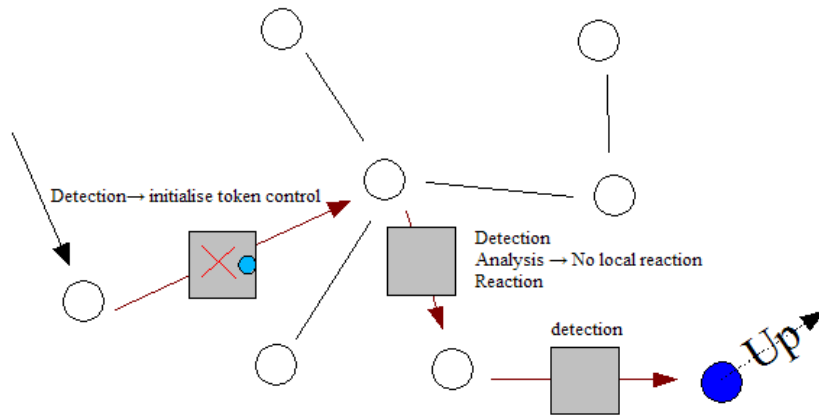 Detection→ initialise token control
Detection
Analysis → No local reaction
Reaction
detection
Up